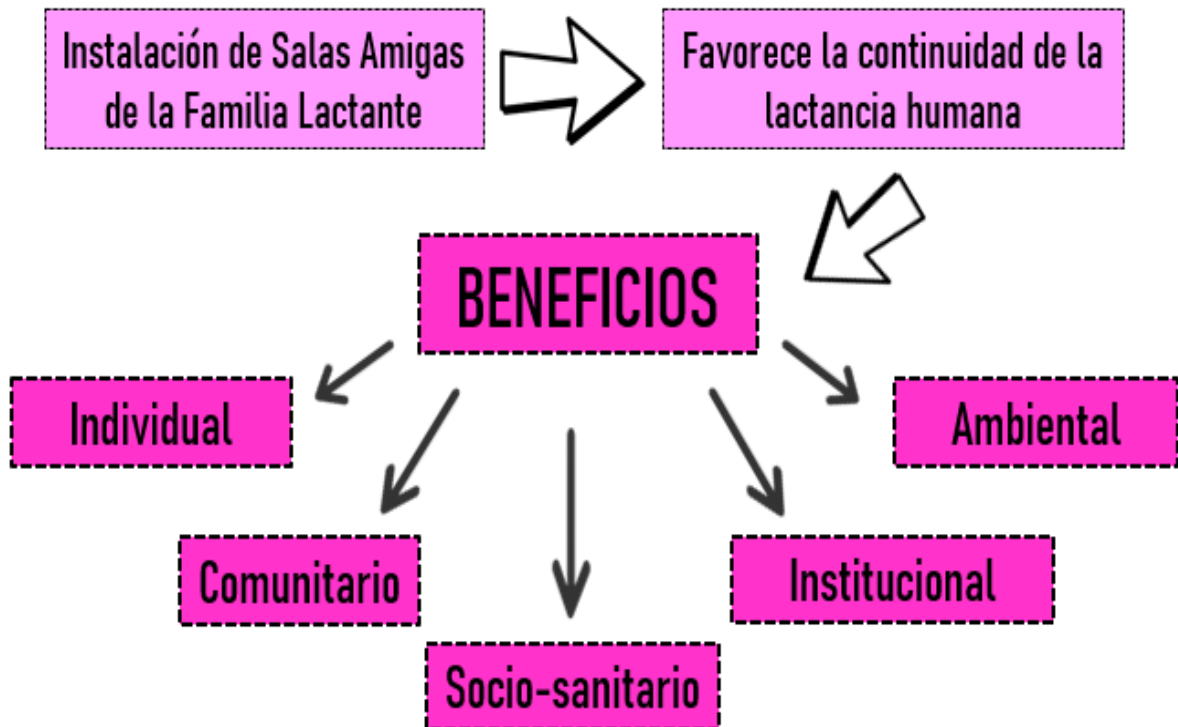 Instalación de Salas Amigas
de la Familia Lactante
Favorece la continuidad de la
lactancia humana
BENEFICIOS
Individual
Ambiental
Comunitario
Institucional
Socio-sanitario